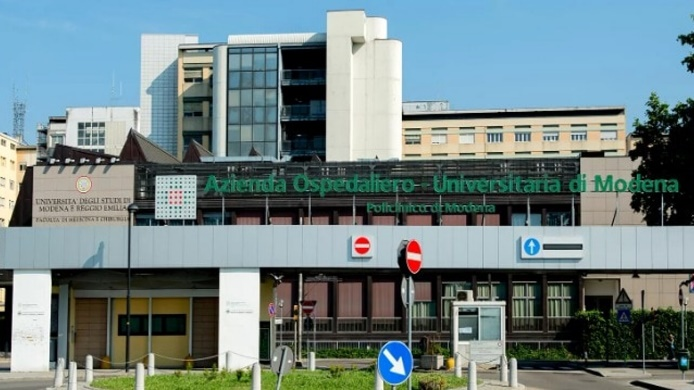 Azienda Ospedaliero - Universitaria di Modena
Policlinico di Modena
UNIVERSITÀ DEGLI STUDI DI
MODENA E REGGIO EMILIA
FACOLTÀ DI MEDICINA E CHIRURGIA